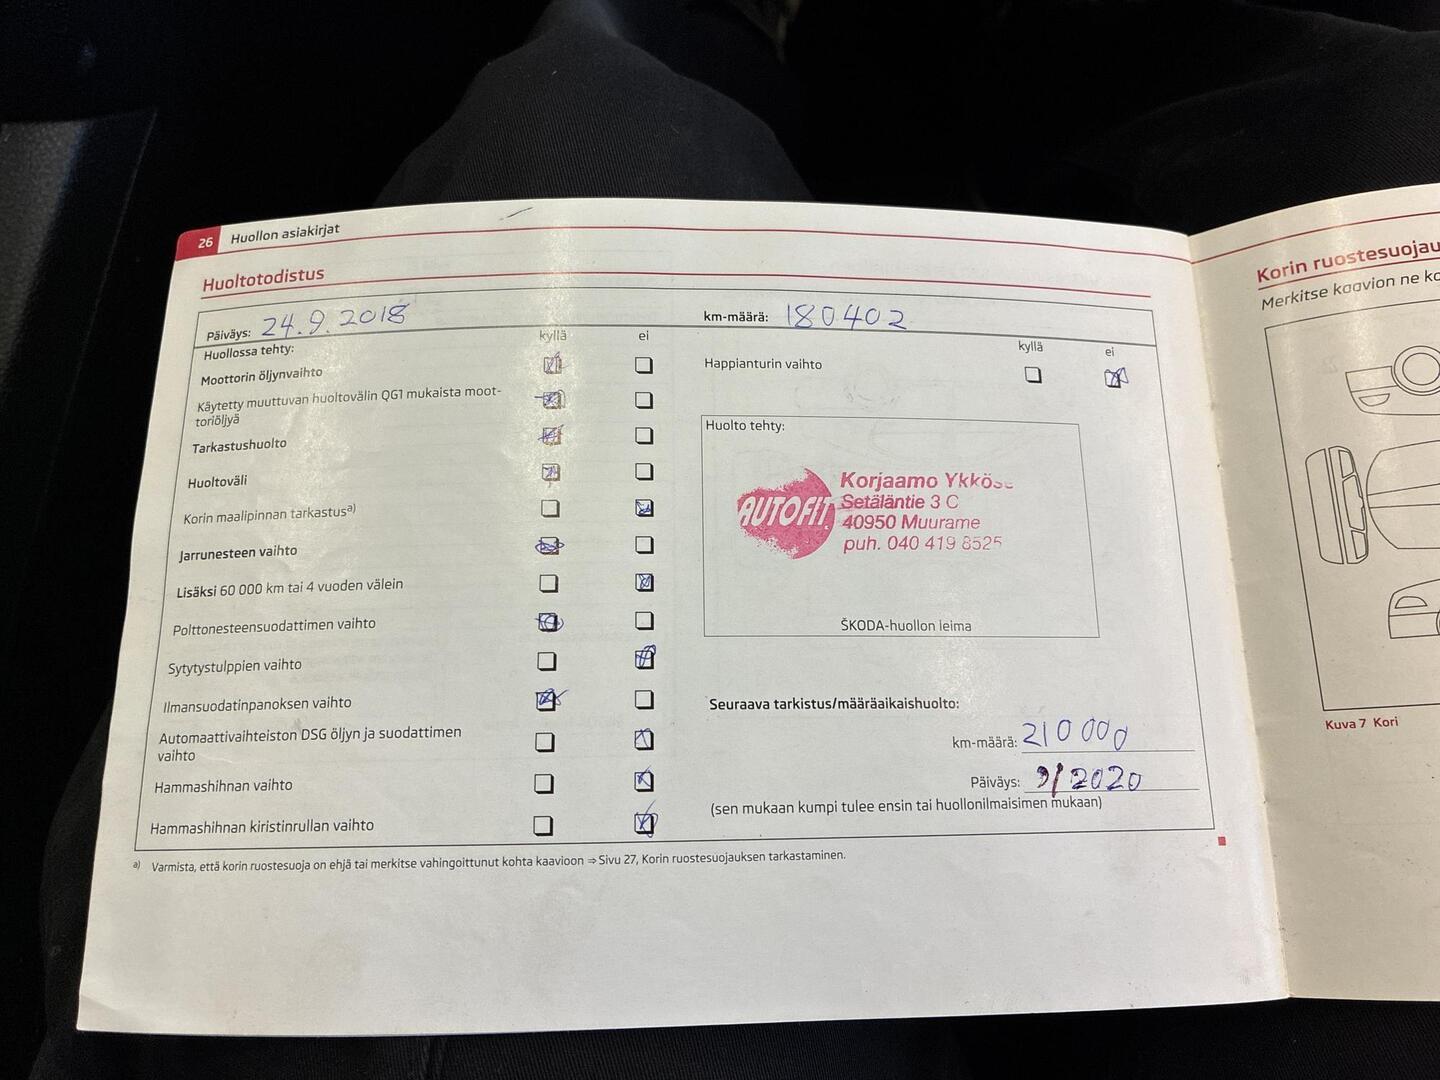 26 Huollon asiakirjat
Huoltotodistus
Päiväys: 24.9.2018
km-määrä: 180402
Huollossa tehty:
kyllä ei
Moottorin öljynvaihto
Käytetty muuttuvan huoltovälin QG1 mukaista moot-
toriöljyä
Tarkastushuolto
Huoltoväli
Korin maalipinnan tarkastusa)
Jarrunesteen vaihto
Lisäksi 60 000 km tai 4 vuoden välein
Polttonesteensuodattimen vaihto
Sytytystulppien vaihto
Ilmansuodatinpanoksen vaihto
Automaattivaihteiston DSG öljyn ja suodattimen
vaihto
Hammashihnan vaihto
Hammashihnan kiristinrullan vaihto
kyllä ei
Happianturin vaihto
Huolto tehty:
AUTOFIT
Korjaamo Ykkös
Setäläntie 3 C
40950 Muurame
puh. 040 419 8525
ŠKODA-huollon leima
Seuraava tarkistus/määräaikaishuolto:
km-määrä: 210 000
Päiväys: 9/2020
(sen mukaan kumpi tulee ensin tai huollonilmaisimen mukaan)
a) Varmista, että korin ruostesuoja on ehjä tai merkitse vahingoittunut kohta kaavioon ⇒ Sivu 27, Korin ruostesuojauksen tarkastaminen.
Korin ruostesuojau
Merkitse kaavion ne ko
Kuva 7 Kori